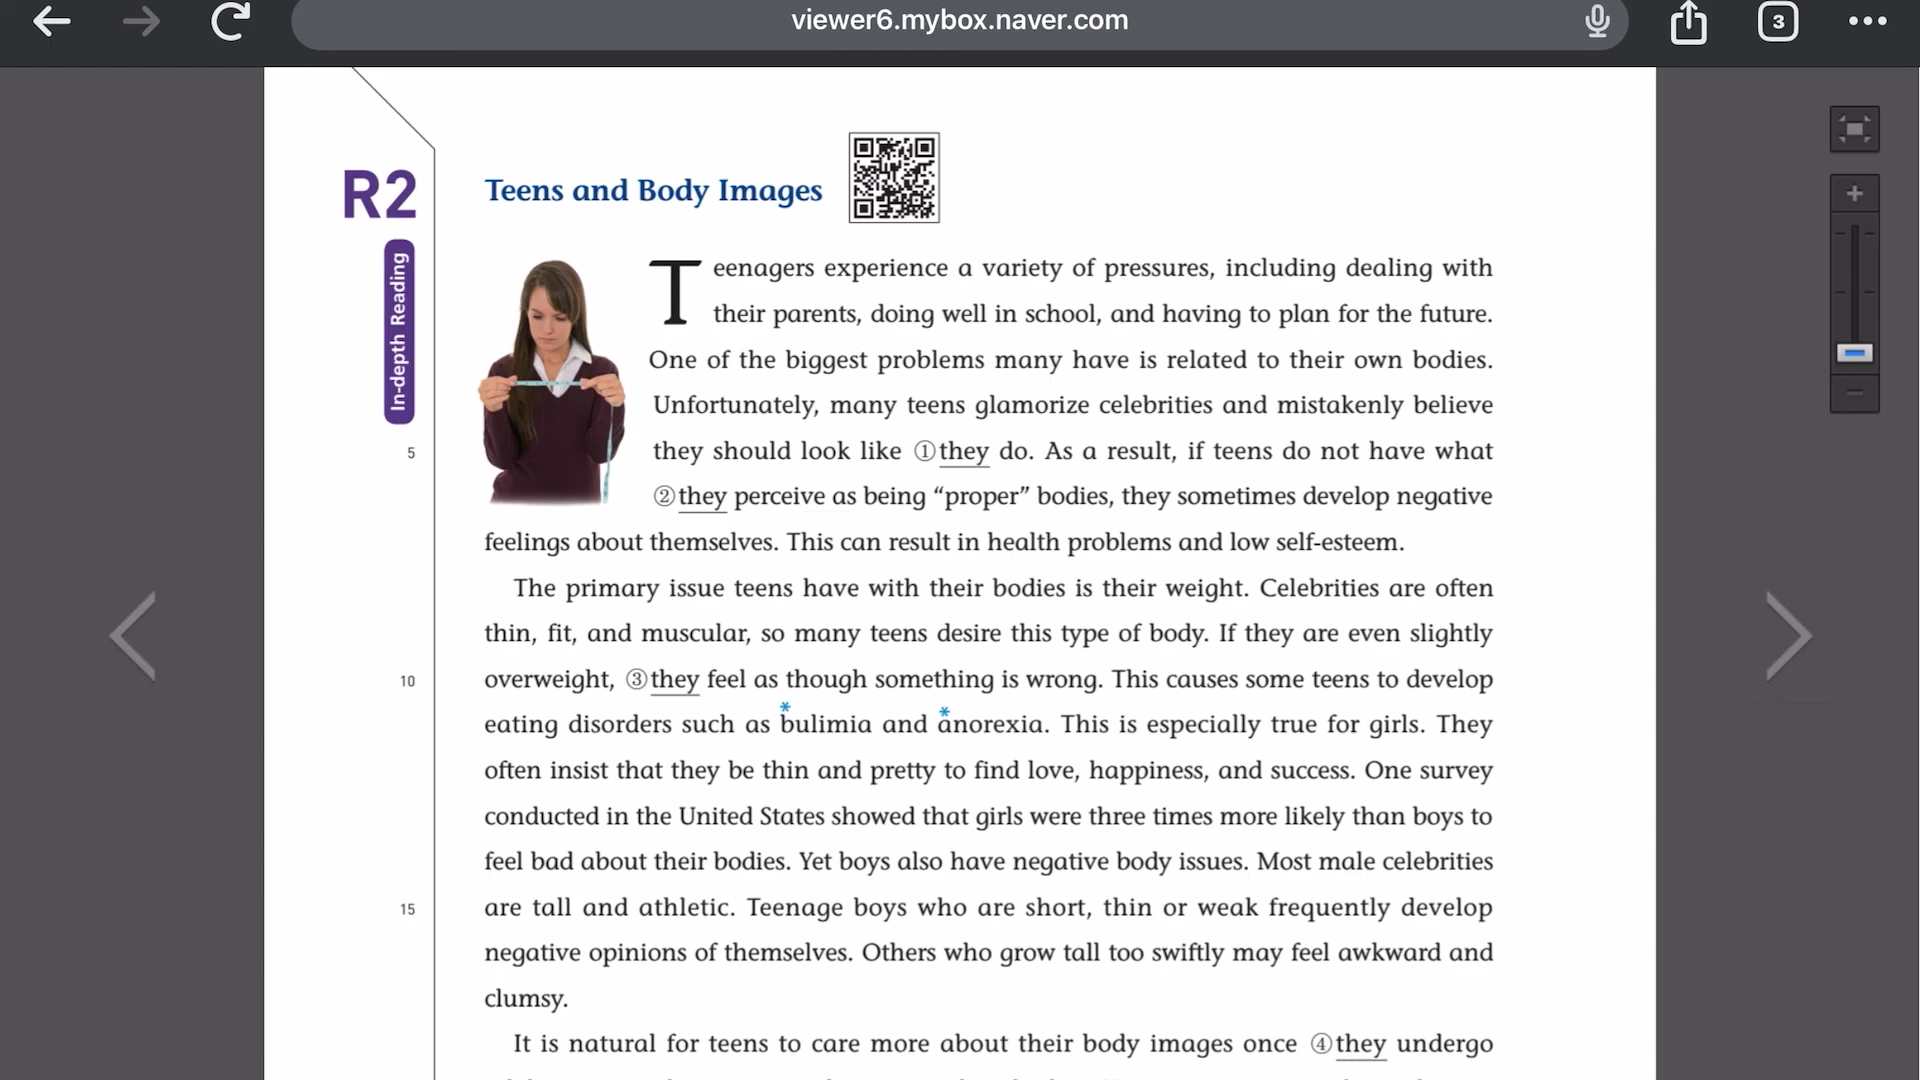 viewer6.mybox.naver.com
3
R2
In-depth Reading
Teens and Body Images
Teenagers experience a variety of pressures, including dealing with
their parents, doing well in school, and having to plan for the future.
One of the biggest problems many have is related to their own bodies.
Unfortunately, many teens glamorize celebrities and mistakenly believe
5 they should look like ①they do. As a result, if teens do not have what
②they perceive as being “proper” bodies, they sometimes develop negative
feelings about themselves. This can result in health problems and low self-esteem.
The primary issue teens have with their bodies is their weight. Celebrities are often
thin, fit, and muscular, so many teens desire this type of body. If they are even slightly
10 overweight, ③they feel as though something is wrong. This causes some teens to develop
eating disorders such as *bulimia and *anorexia. This is especially true for girls. They
often insist that they be thin and pretty to find love, happiness, and success. One survey
conducted in the United States showed that girls were three times more likely than boys to
feel bad about their bodies. Yet boys also have negative body issues. Most male celebrities
15 are tall and athletic. Teenage boys who are short, thin or weak frequently develop
negative opinions of themselves. Others who grow tall too swiftly may feel awkward and
clumsy.
It is natural for teens to care more about their body images once ④they undergo